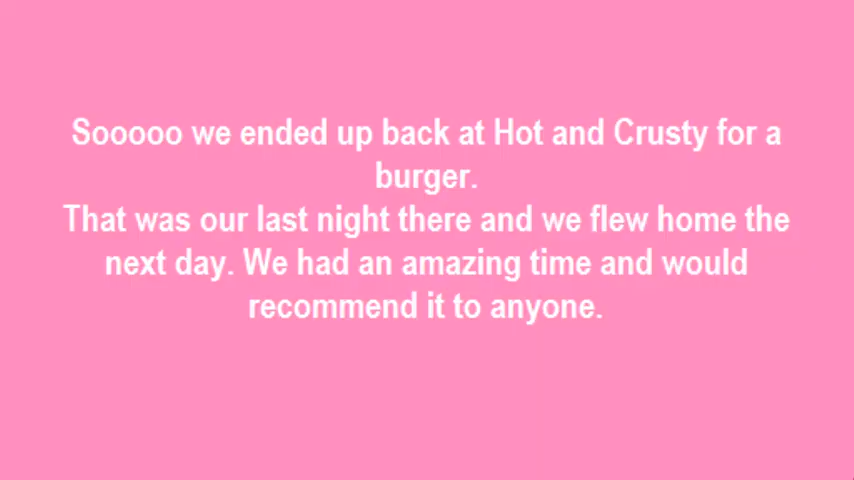 Sooooo we ended up back at Hot and Crusty for a
burger.
That was our last night there and we flew home the
next day. We had an amazing time and would
recommend it to anyone.